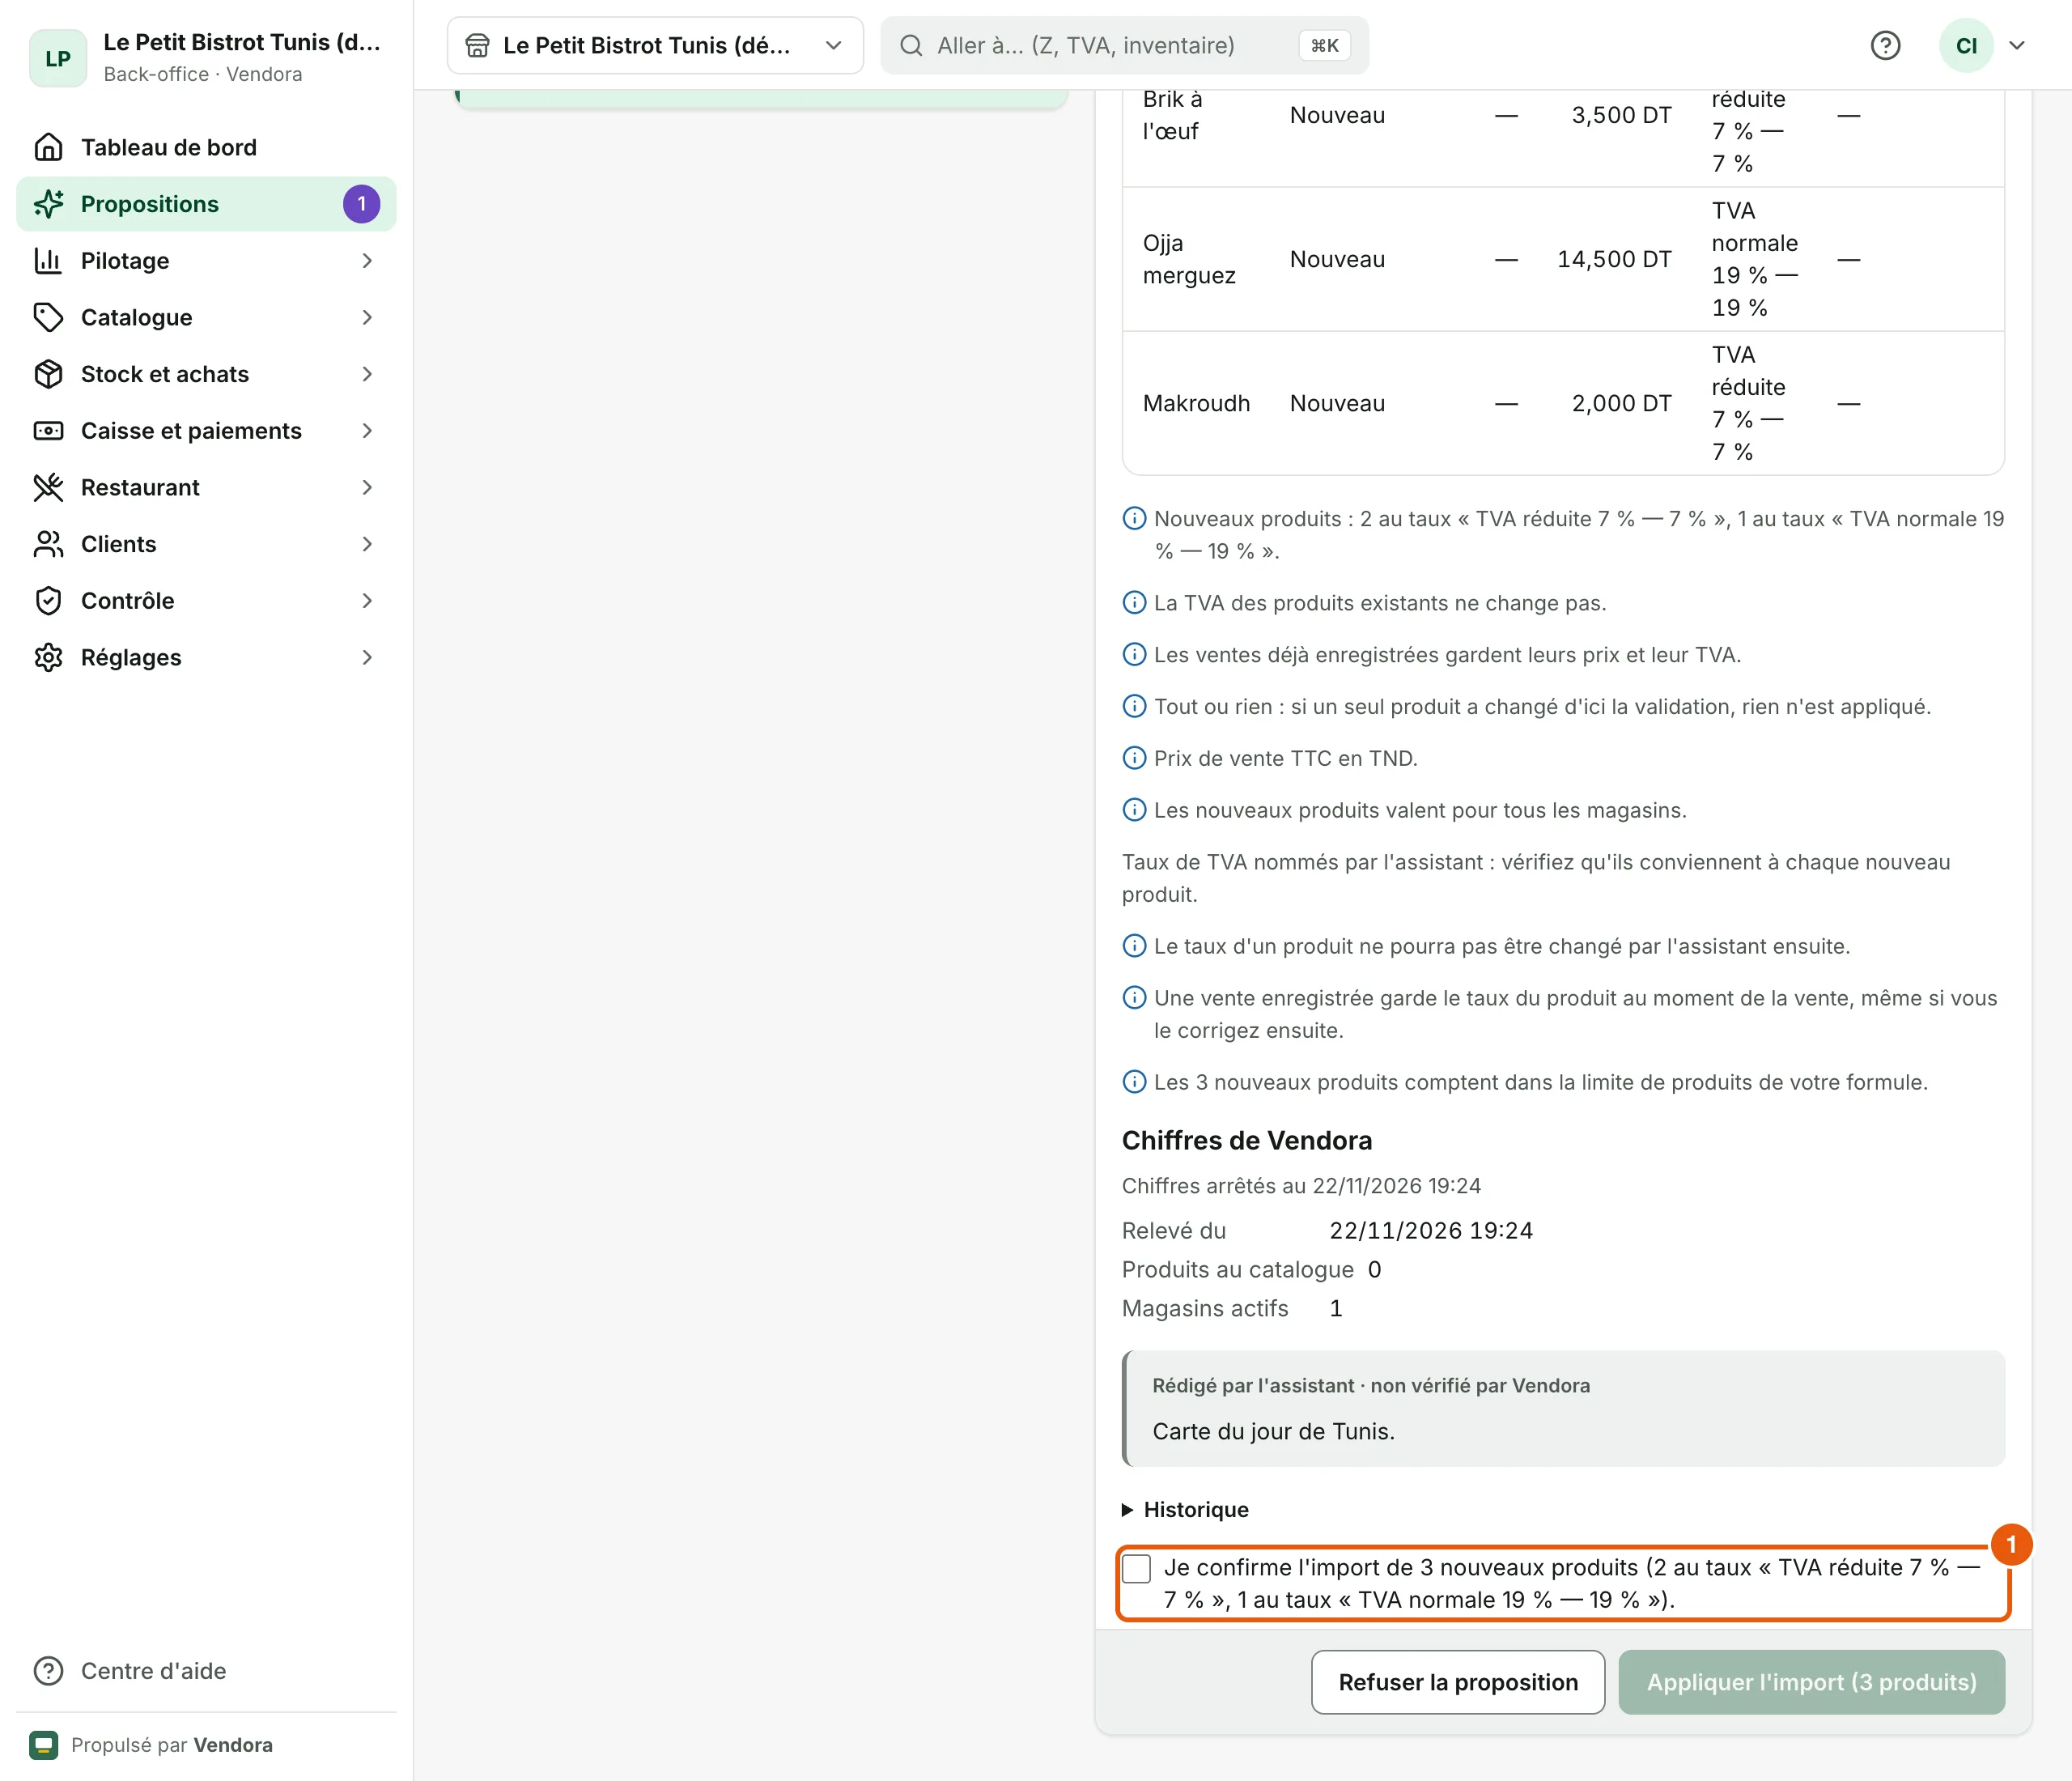 LP
Le Petit Bistrot Tunis (d...
Back-office · Vendora
Le Petit Bistrot Tunis (dé...
Aller à... (Z, TVA, inventaire)
⌘K
CI
Tableau de bord
Propositions
1
Pilotage
Catalogue
Stock et achats
Caisse et paiements
Restaurant
Clients
Contrôle
Réglages
Centre d'aide
Propulsé par Vendora
Brik à
l'œuf
Nouveau
—
3,500 DT
réduite
7 % —
7 %
—
Ojja
merguez
Nouveau
—
14,500 DT
TVA
normale
19 % —
19 %
—
Makroudh
Nouveau
—
2,000 DT
TVA
réduite
7 % —
7 %
—
Nouveaux produits : 2 au taux « TVA réduite 7 % — 7 % », 1 au taux « TVA normale 19
% — 19 % ».
La TVA des produits existants ne change pas.
Les ventes déjà enregistrées gardent leurs prix et leur TVA.
Tout ou rien : si un seul produit a changé d'ici la validation, rien n'est appliqué.
Prix de vente TTC en TND.
Les nouveaux produits valent pour tous les magasins.
Taux de TVA nommés par l'assistant : vérifiez qu'ils conviennent à chaque nouveau
produit.
Le taux d'un produit ne pourra pas être changé par l'assistant ensuite.
Une vente enregistrée garde le taux du produit au moment de la vente, même si vous
le corrigez ensuite.
Les 3 nouveaux produits comptent dans la limite de produits de votre formule.
Chiffres de Vendora
Chiffres arrêtés au 22/11/2026 19:24
Relevé du 22/11/2026 19:24
Produits au catalogue 0
Magasins actifs 1
Rédigé par l'assistant · non vérifié par Vendora
Carte du jour de Tunis.
Historique
1
Je confirme l'import de 3 nouveaux produits (2 au taux « TVA réduite 7 % —
7 % », 1 au taux « TVA normale 19 % — 19 % »).
Refuser la proposition
Appliquer l'import (3 produits)